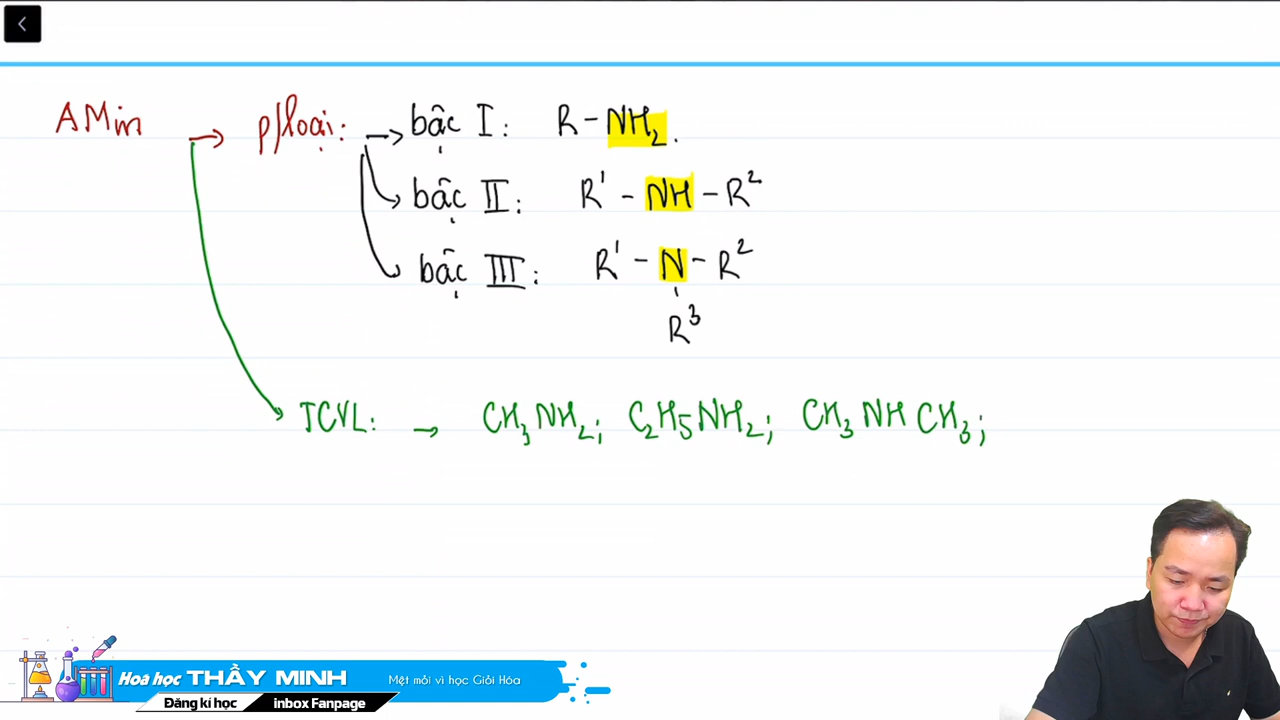 AMin → p/loại: → bậc I: R – NH₂.
bậc II: R¹ – NH – R²
bậc III: R¹ – N – R²
R³
TCVL: → CH₃NH₂; C₂H₅NH₂; CH₃NHCH₃;
Hoá học THẦY MINH
Mệt mỏi vì học Giỏi Hóa
Đăng kí học inbox Fanpage